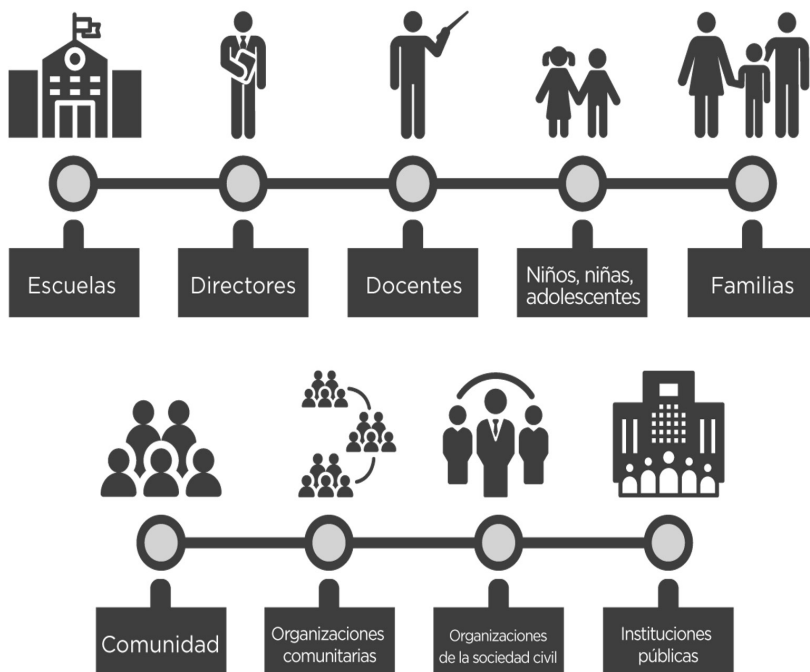 Escuelas
Directores
Docentes
Niños, niñas,
adolescentes
Familias
Comunidad
Organizaciones
comunitarias
Organizaciones
de la sociedad civil
Instituciones
públicas